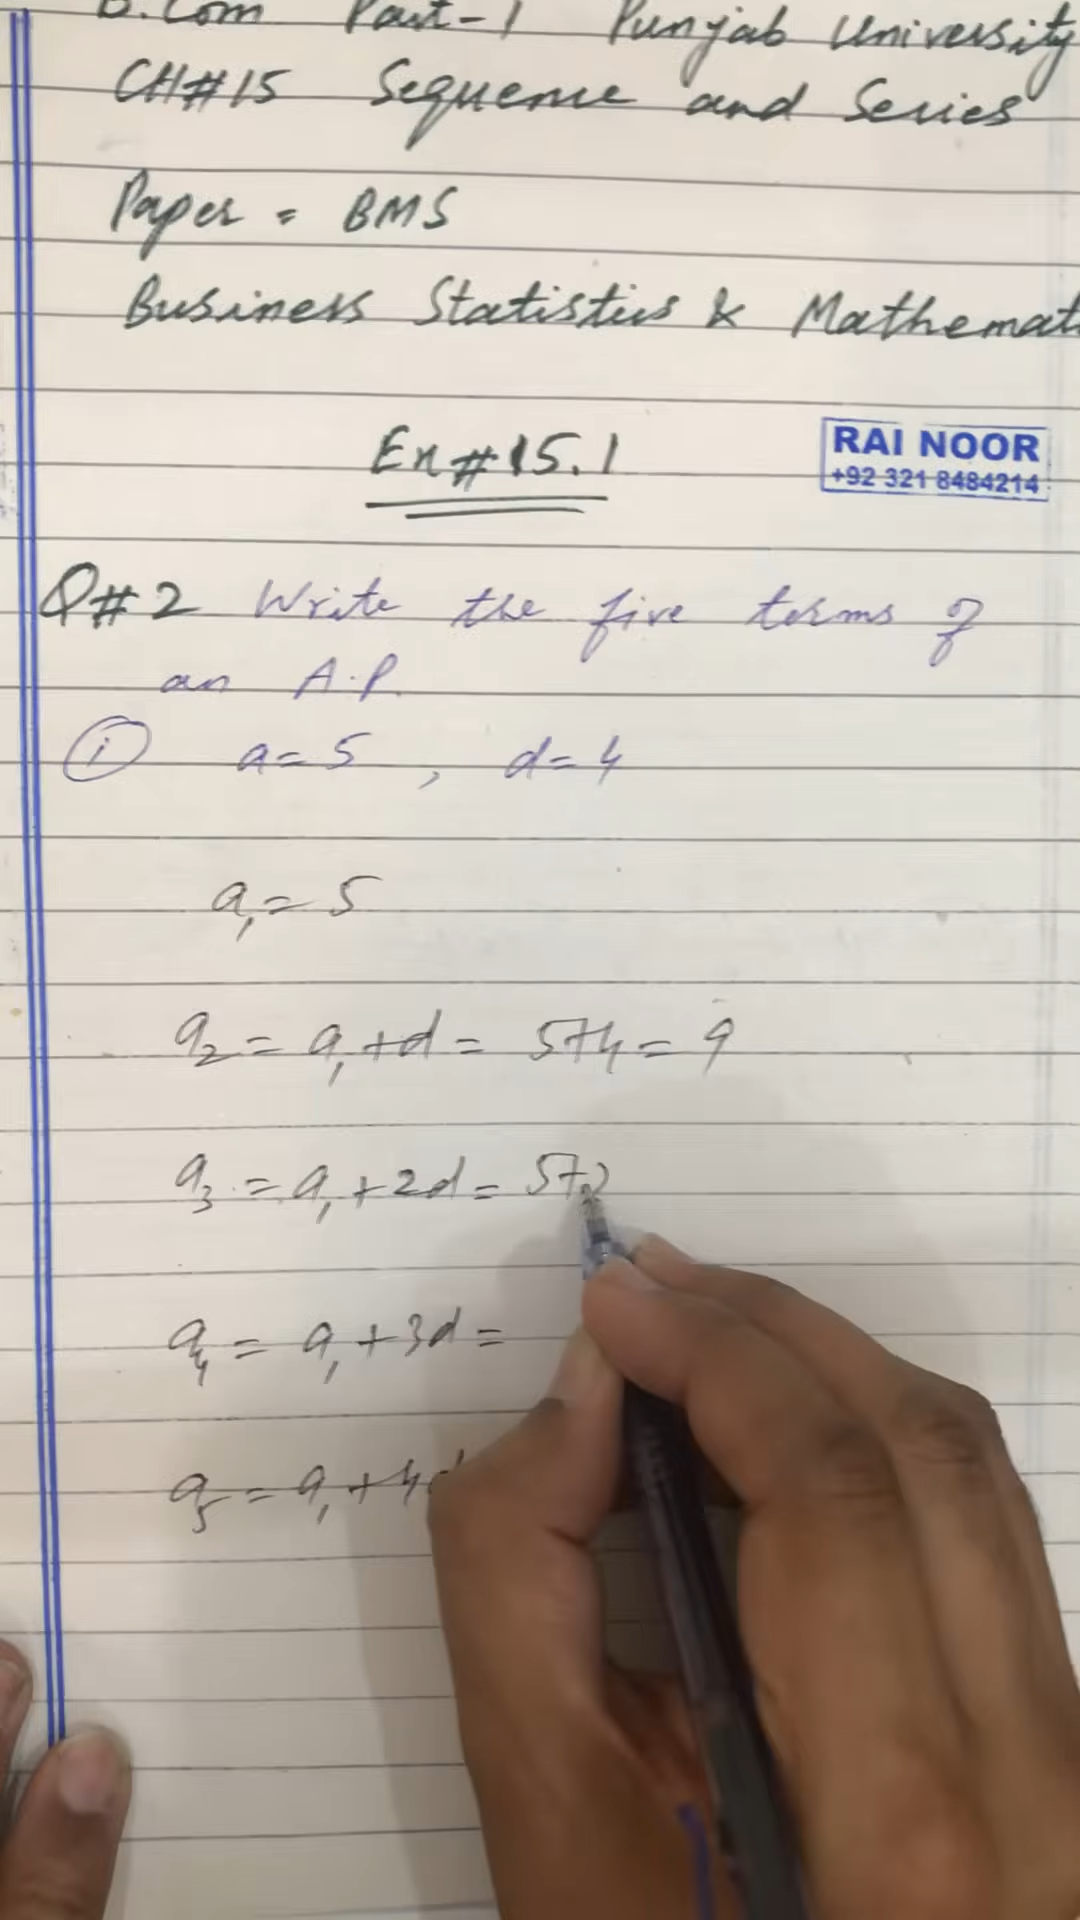 B.Com Part-1 Punjab University
CH#15 Sequence and Series
Paper = BMS
Business Statistics & Mathemat
Ex#15.1
RAI NOOR
+92 321 8484214
Q#2 Write the five terms of
an A.P.
i a=5 , d=4
a₁= 5
a₂ = a₁+d = 5+4 = 9
a₃ = a₁+2d = 5+2
a₄ = a₁+3d =
a₅ = a₁+4d